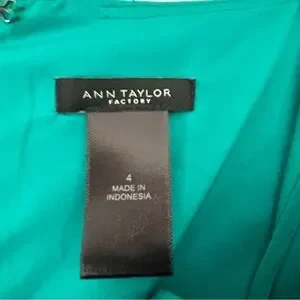 ANN TAYLOR
FACTORY
4
MADE IN
INDONESIA